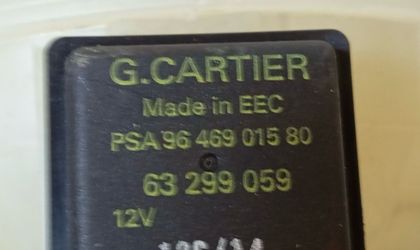 G.CARTIER
Made in EEC
PSA 96 469 015 80
63 299 059
12V